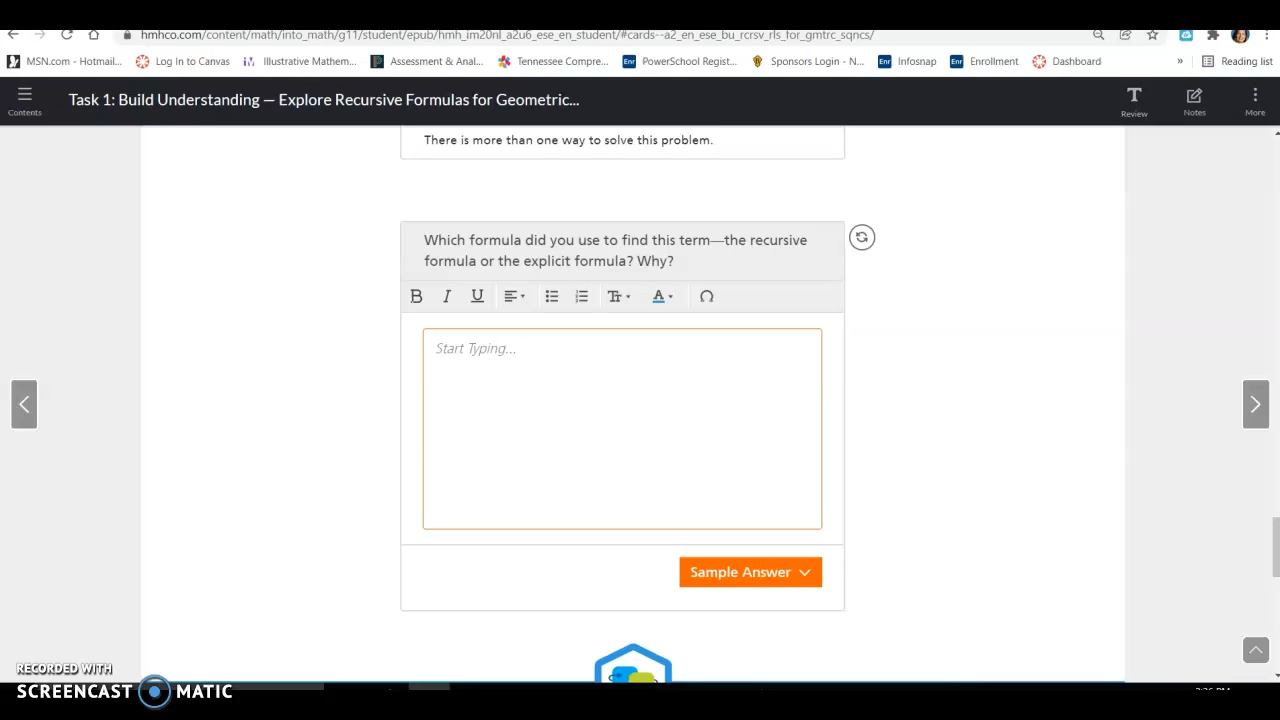 hmhco.com/content/math/into_math/g11/student/epub/hmh_im20nl_a2u6_ese_en_student/#cards--a2_en_ese_bu_rcrsv_rls_for_gmtrc_sqncs/
MSN.com - Hotmail... Log In to Canvas Illustrative Mathem... Assessment & Anal... Tennessee Compre... Enr PowerSchool Regist... Sponsors Login - N... Enr Infosnap Enr Enrollment Dashboard » Reading list
Contents Task 1: Build Understanding — Explore Recursive Formulas for Geometric... T Review Notes More
There is more than one way to solve this problem.
Which formula did you use to find this term—the recursive
formula or the explicit formula? Why?
B I U Tr A Ω
Start Typing...
Sample Answer
RECORDED WITH
SCREENCAST MATIC